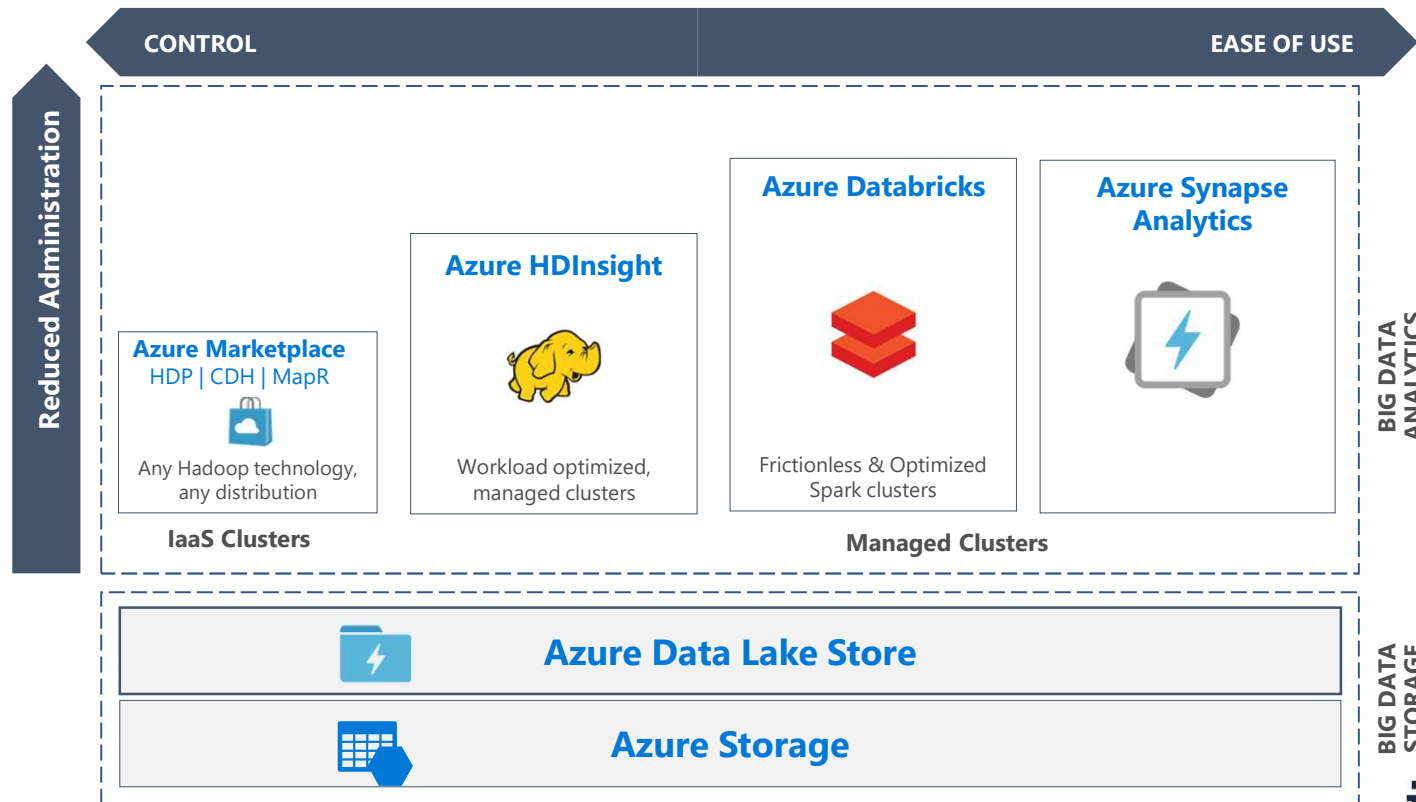 CONTROL
EASE OF USE
Reduced Administration
Azure Marketplace
HDP | CDH | MapR
Any Hadoop technology,
any distribution
IaaS Clusters
Azure HDInsight
Workload optimized,
managed clusters
Azure Databricks
Frictionless & Optimized
Spark clusters
Azure Synapse
Analytics
Managed Clusters
BIG DATA
ANALYTICS
Azure Data Lake Store
Azure Storage
BIG DATA
STORAGE